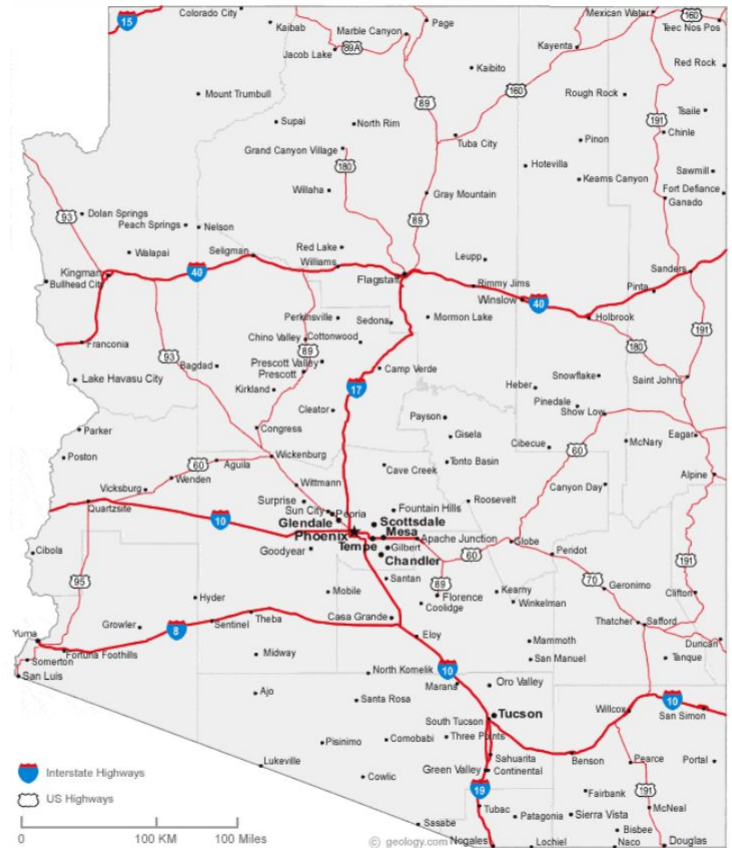 15
Colorado City
Kaibab
Marble Canyon
Page
Mexican Water
160
Teec Nos Pos
Jacob Lake
89A
Kayenta
Red Rock
Kaibito
Mount Trumbull
89
160
Rough Rock
Tsaile
Supai
North Rim
191
Chinle
Grand Canyon Village
Tuba City
Pinon
180
Hotevilla
Sawmill
Willaha
Gray Mountain
Keams Canyon
Fort Defiance
Ganado
93
Dolan Springs
89
Peach Springs
Nelson
Walapai
Seligman
Red Lake
Williams
Leupp
Kingman
40
Flagstaff
Sanders
Bullhead City
Rimmy Jims
Pinta
Winslow
40
Perkinsville
Sedona
Mormon Lake
Holbrook
191
Franconia
Chino Valley
Cottonwood
180
93
89
Bagdad
Prescott Valley
Prescott
Camp Verde
Lake Havasu City
Kirkland
17
Heber
Snowflake
Saint Johns
Cleator
Pinedale
Show Low
Payson
Parker
Congress
Gisela
Cibecue
60
McNary
Eagar
Poston
60
Aguila
Wickenburg
Cave Creek
Tonto Basin
Alpine
Wenden
Vicksburg
Wittmann
Canyon Day
Quartzsite
Surprise
Roosevelt
Sun City
Peoria
Fountain Hills
10
Glendale
Scottsdale
Phoenix
Mesa
Apache Junction
Globe
Cibola
Goodyear
Tempe
Gilbert
60
Peridot
191
Chandler
95
Santan
70
Geronimo
89
Hyder
Mobile
Florence
Kearny
Clifton
Coolidge
Winkelman
Growler
8
Sentinel
Theba
Casa Grande
Thatcher
Safford
Yuma
Eloy
Duncan
Somerton
Fortuna Foothills
Midway
Mammoth
San Manuel
Tanque
San Luis
North Komelik
10
Ajo
Marana
Oro Valley
Santa Rosa
10
South Tucson
Tucson
Willcox
San Simon
Pisinimo
Comobabi
Three Points
Lukeville
Sahuarita
Benson
Pearce
Portal
Interstate Highways
Cowlic
Green Valley
Continental
US Highways
19
Fairbank
191
Tubac
Patagonia
Sierra Vista
McNeal
0
100 KM
100 Miles
Sasabe
Bisbee
© geology.com
Nogales
Lochiel
Naco
Douglas